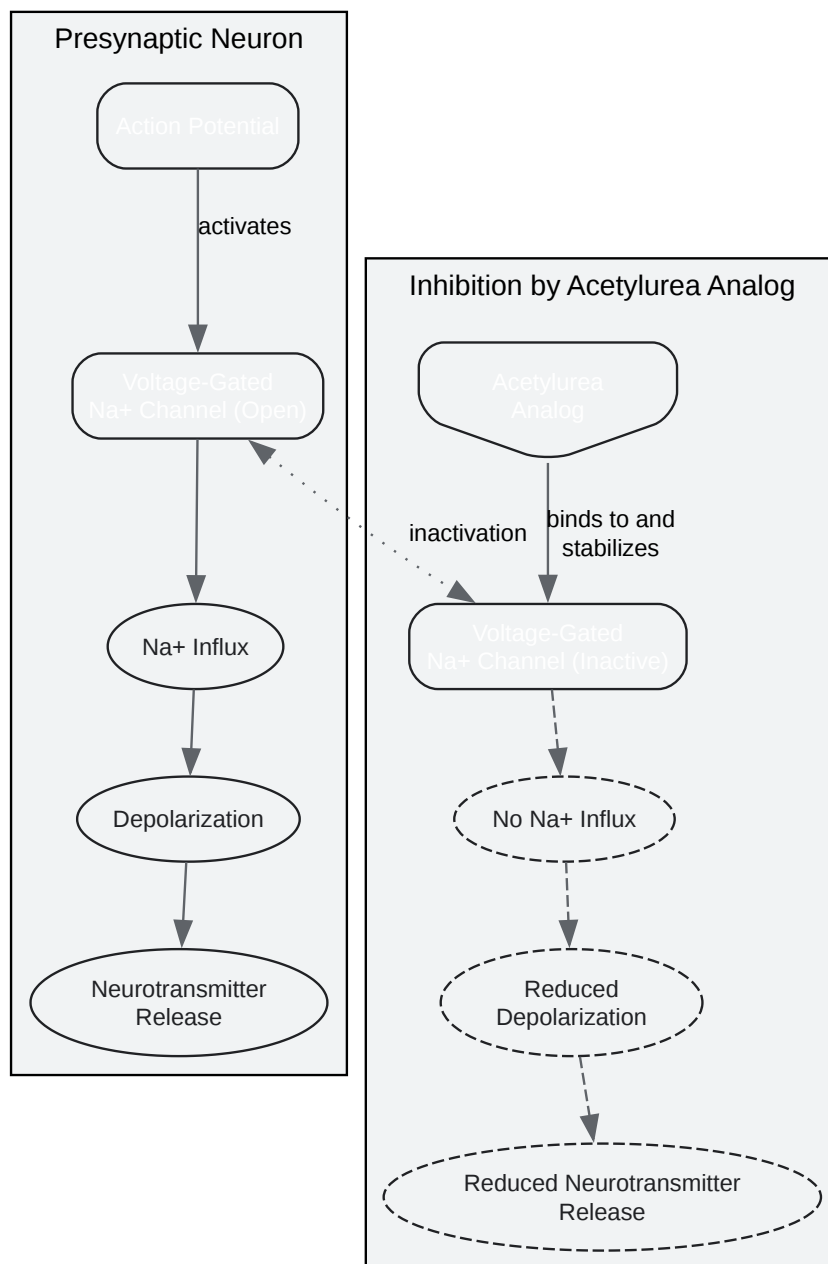 Presynaptic Neuron
Action Potential
activates
Voltage-Gated
Na+ Channel (Open)
Na+ Influx
Depolarization
Neurotransmitter
Release
Inhibition by Acetylurea Analog
Acetylurea
Analog
inactivation
binds to and
stabilizes
Voltage-Gated
Na+ Channel (Inactive)
No Na+ Influx
Reduced
Depolarization
Reduced Neurotransmitter
Release